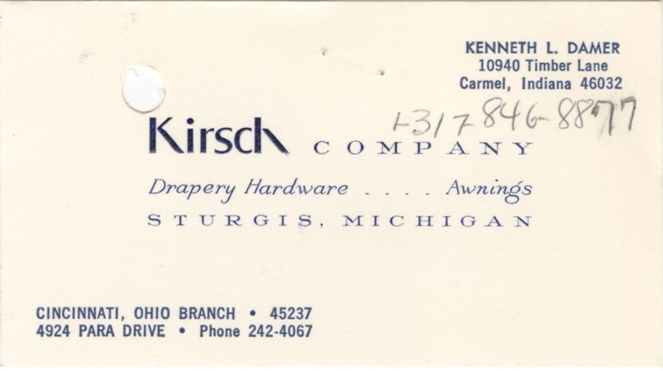 KENNETH L. DAMER
10940 Timber Lane
Carmel, Indiana 46032
1-317-846-8877
Kirsch COMPANY
Drapery Hardware .... Awnings
STURGIS, MICHIGAN
CINCINNATI, OHIO BRANCH • 45237
4924 PARA DRIVE • Phone 242-4067